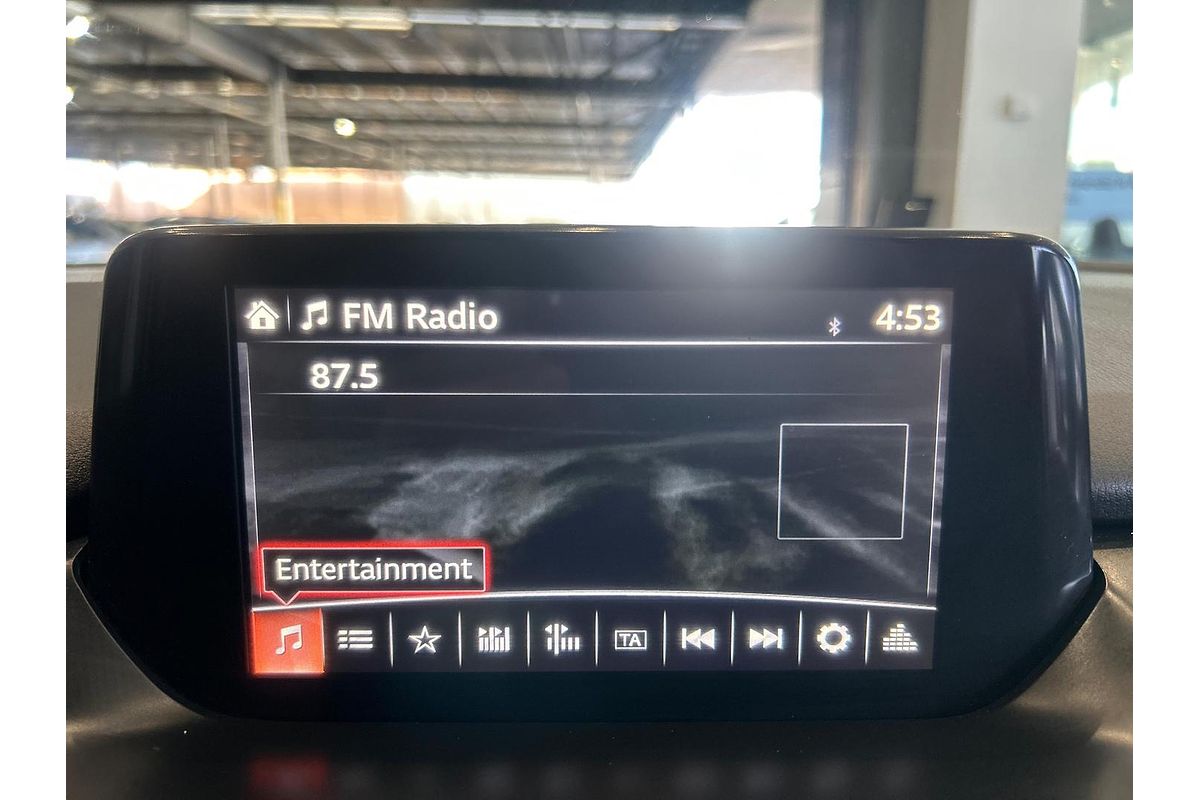 FM Radio 4:53
87.5
Entertainment
TA